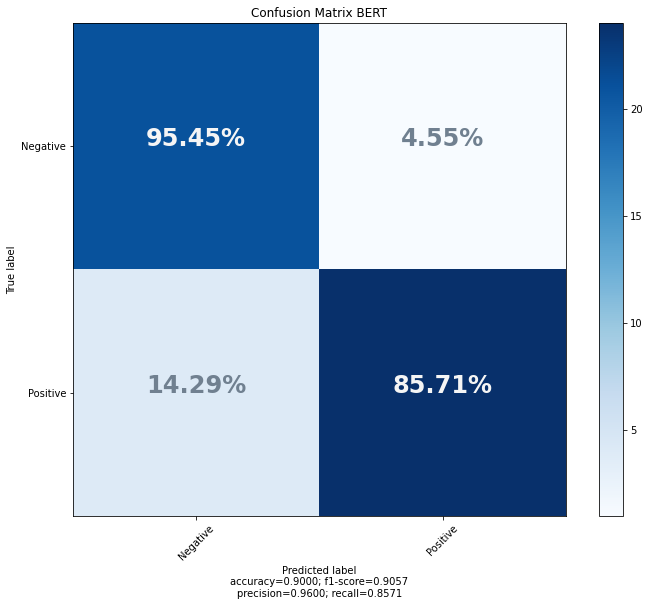 Confusion Matrix BERT
Negative
95.45%
4.55%
Positive
14.29%
85.71%
True label
Negative
Positive
Predicted label
accuracy=0.9000; f1-score=0.9057
precision=0.9600; recall=0.8571
20
15
10
5